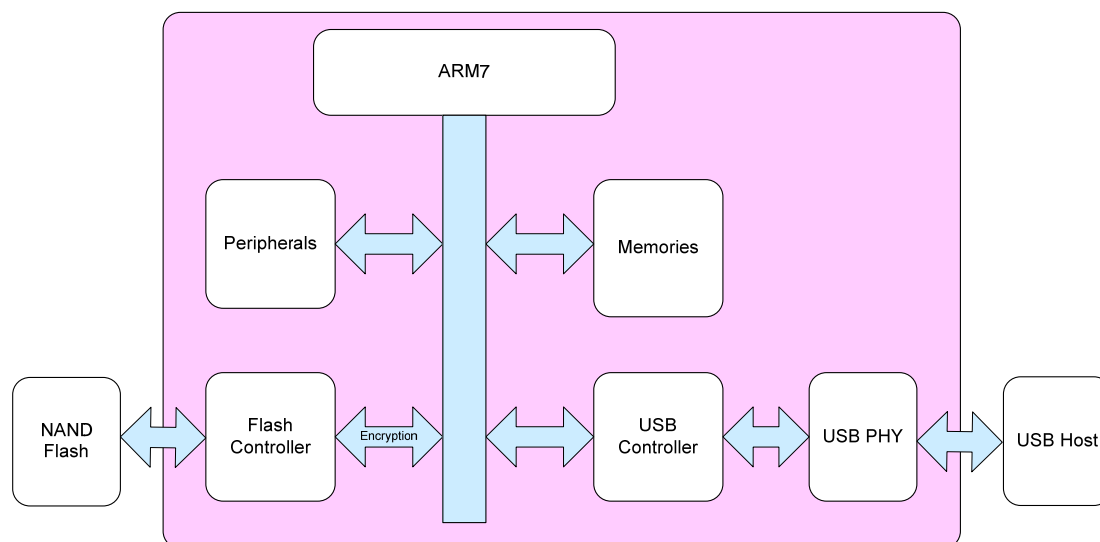 ARM7
Peripherals
Memories
NAND
Flash
Flash
Controller
Encryption
USB
Controller
USB PHY
USB Host